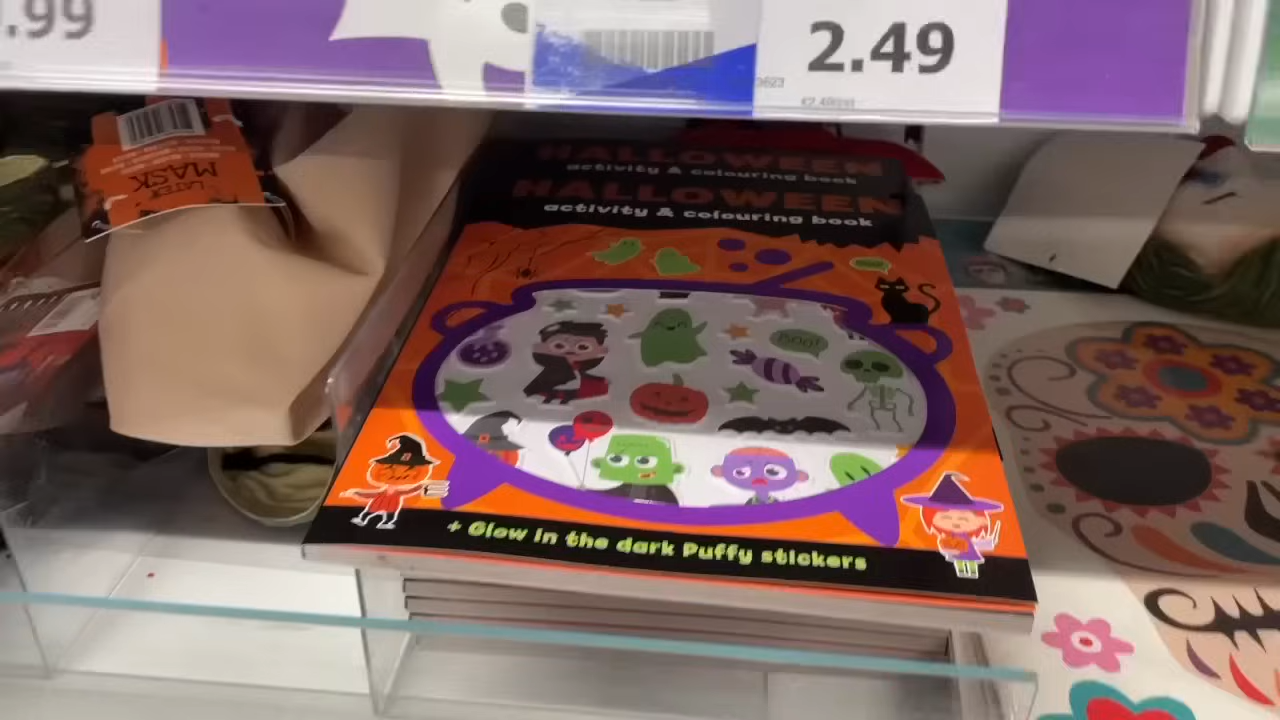 .99
2.49
LATEX
MASK
HALLOWEEN
activity & colouring book
HALLOWEEN
activity & colouring book
BOO!
+ Glow in the dark Puffy stickers